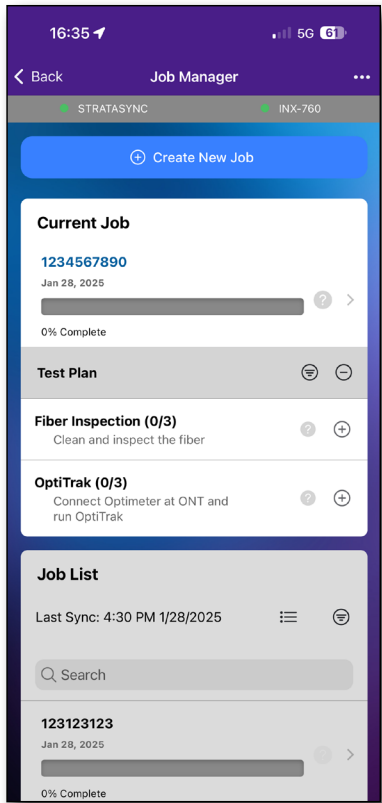 16:35
5G 61
Back
Job Manager
STRATASYNC
INX-760
Create New Job
Current Job
1234567890
Jan 28, 2025
?
0% Complete
Test Plan
Fiber Inspection (0/3)
Clean and inspect the fiber
?
OptiTrak (0/3)
Connect Optimeter at ONT and
run OptiTrak
?
Job List
Last Sync: 4:30 PM 1/28/2025
Search
123123123
Jan 28, 2025
?
0% Complete